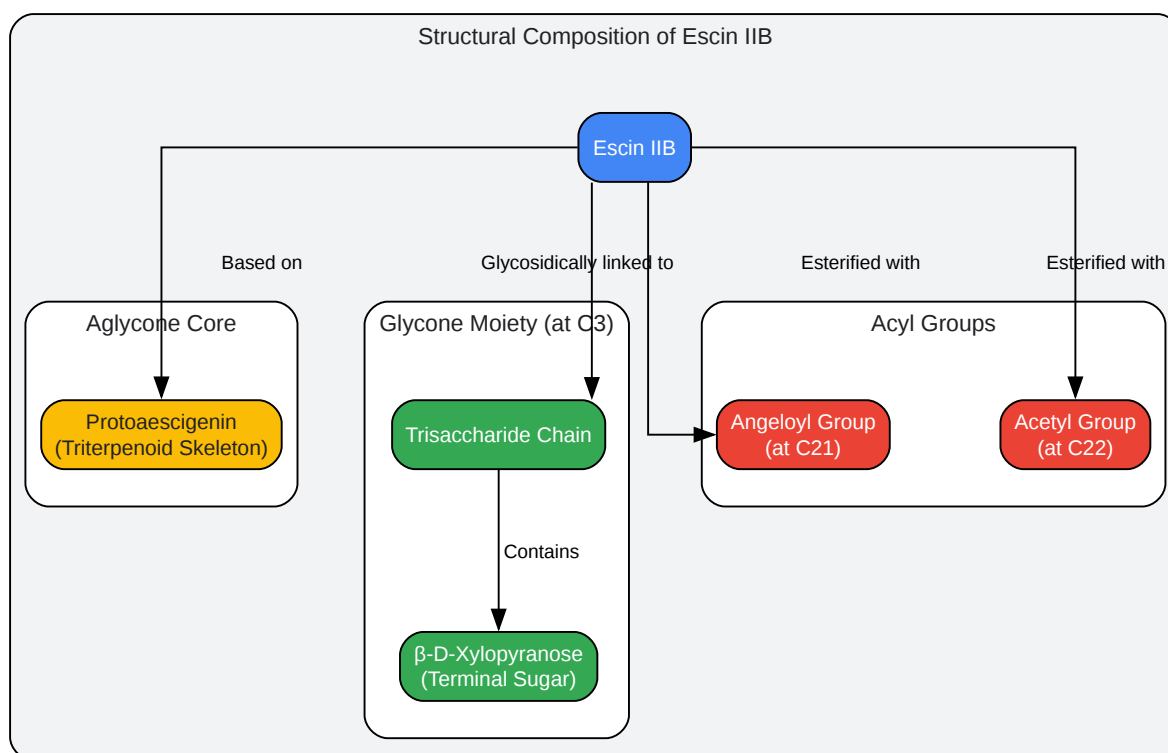 Structural Composition of Escin IIB
Escin IIB
Based on
Glycosidically linked to
Esterified with
Esterified with
Aglycone Core
Glycone Moiety (at C3)
Acyl Groups
Protoaescigenin
(Triterpenoid Skeleton)
Trisaccharide Chain
Angeloyl Group
(at C21)
Acetyl Group
(at C22)
Contains
β-D-Xylopyranose
(Terminal Sugar)